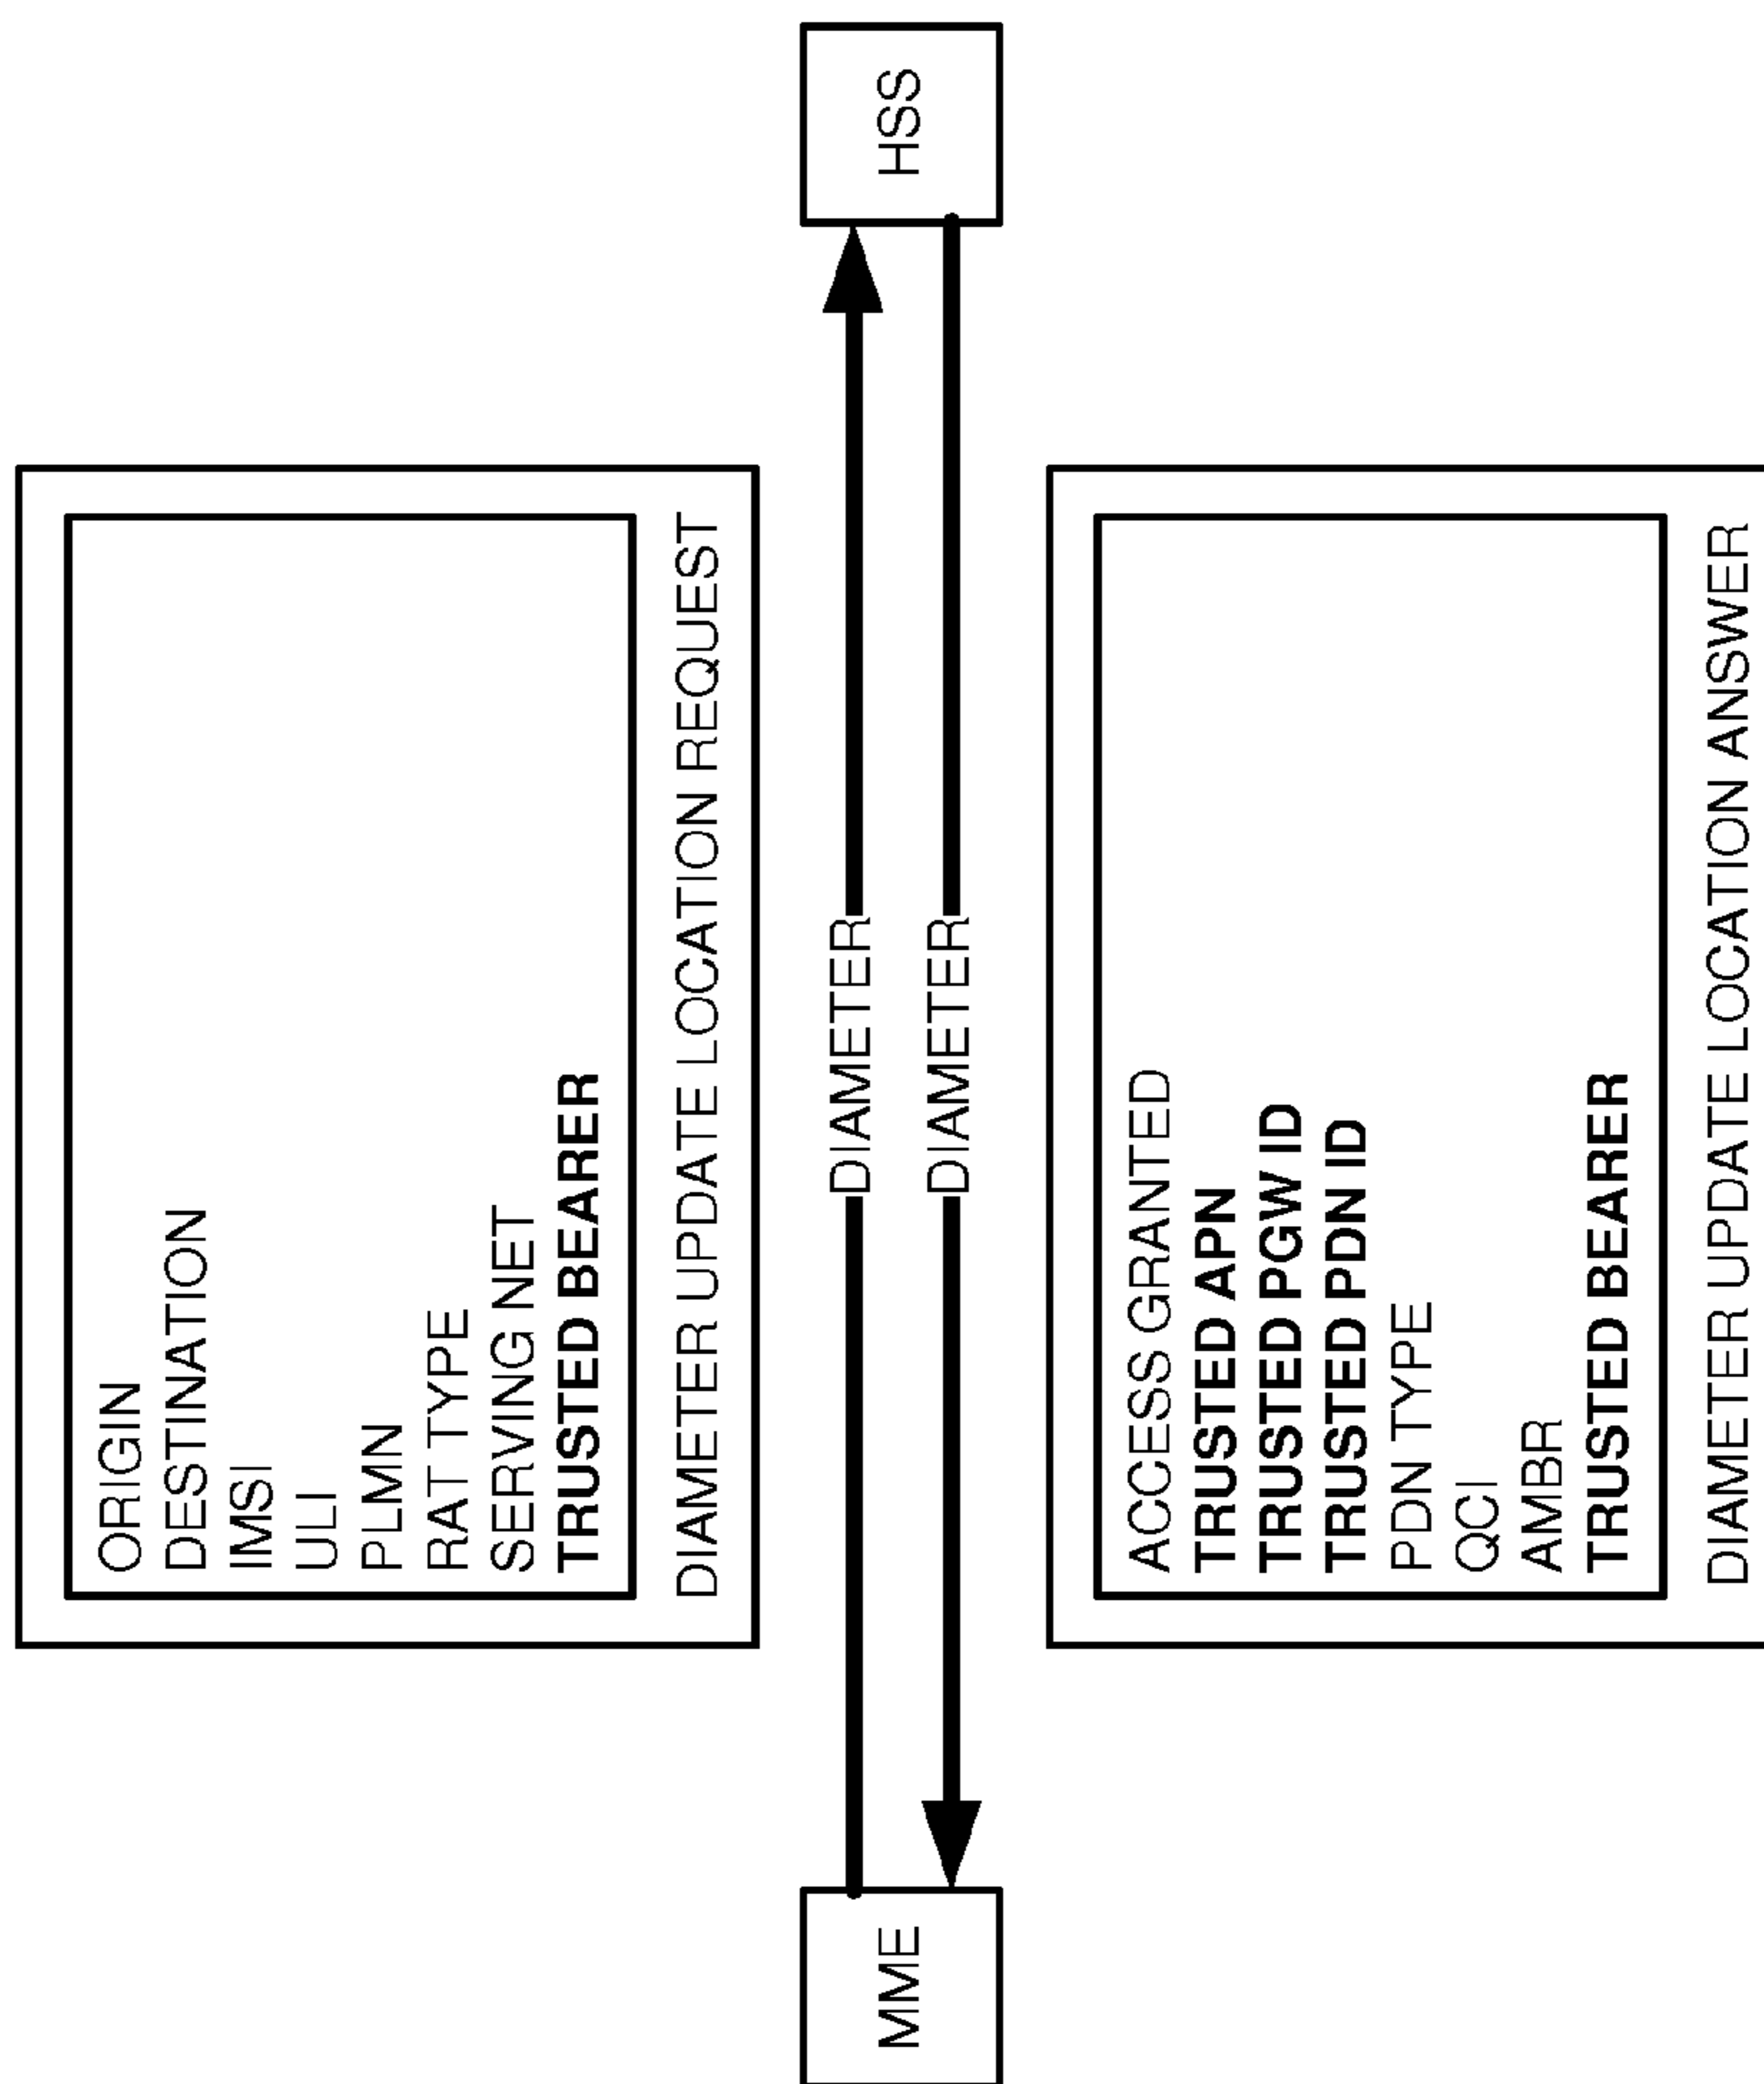 ORIGIN
DESTINATION
IMSI
ULI
PLMN
RAT TYPE
SERVING NET
TRUSTED BEARER
DIAMETER UPDATE LOCATION REQUEST
MME
DIAMETER
DIAMETER
HSS
ACCESS GRANTED
TRUSTED APN
TRUSTED PGW ID
TRUSTED PDN ID
PDN TYPE
QCI
AMBR
TRUSTED BEARER
DIAMETER UPDATE LOCATION ANSWER